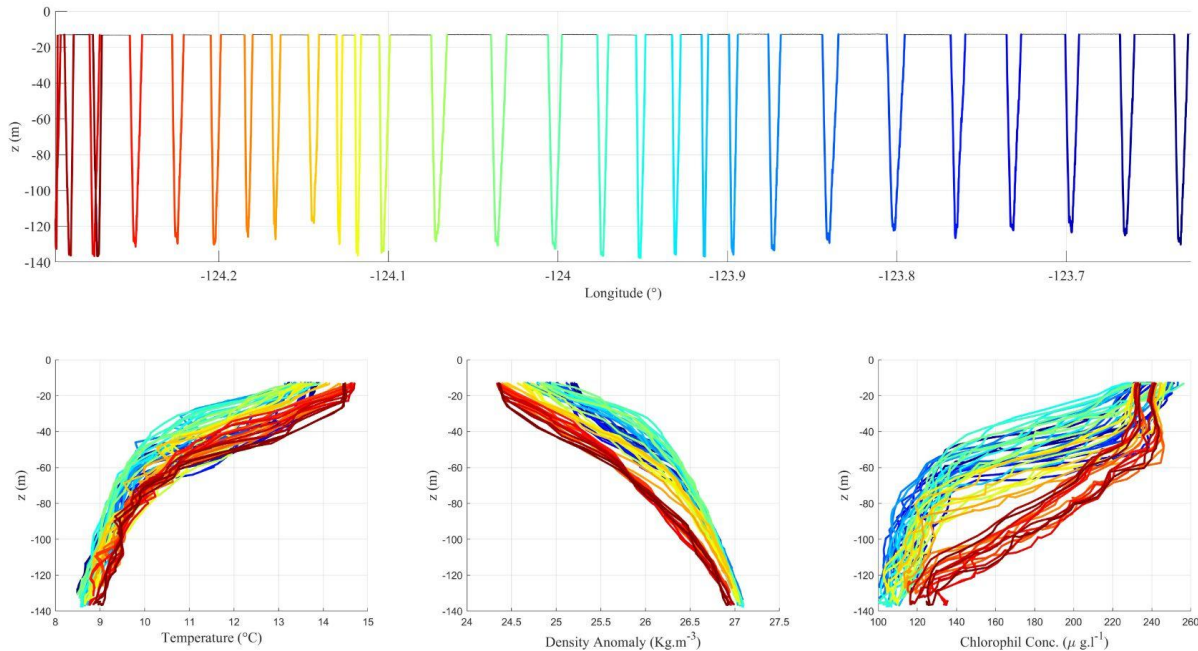 0
-20
-40
-60
-80
-100
-120
-140
z (m)
-124.2 -124.1 -124 -123.9 -123.8 -123.7
Longitude (°)
0
-20
-40
-60
-80
-100
-120
-140
z (m)
8 9 10 11 12 13 14 15
Temperature (°C)
0
-20
-40
-60
-80
-100
-120
-140
z (m)
24 24.5 25 25.5 26 26.5 27 27.5
Density Anomaly (Kg.m-3)
0
-20
-40
-60
-80
-100
-120
-140
z (m)
100 120 140 160 180 200 220 240 260
Chlorophil Conc. (μ g.l-1)